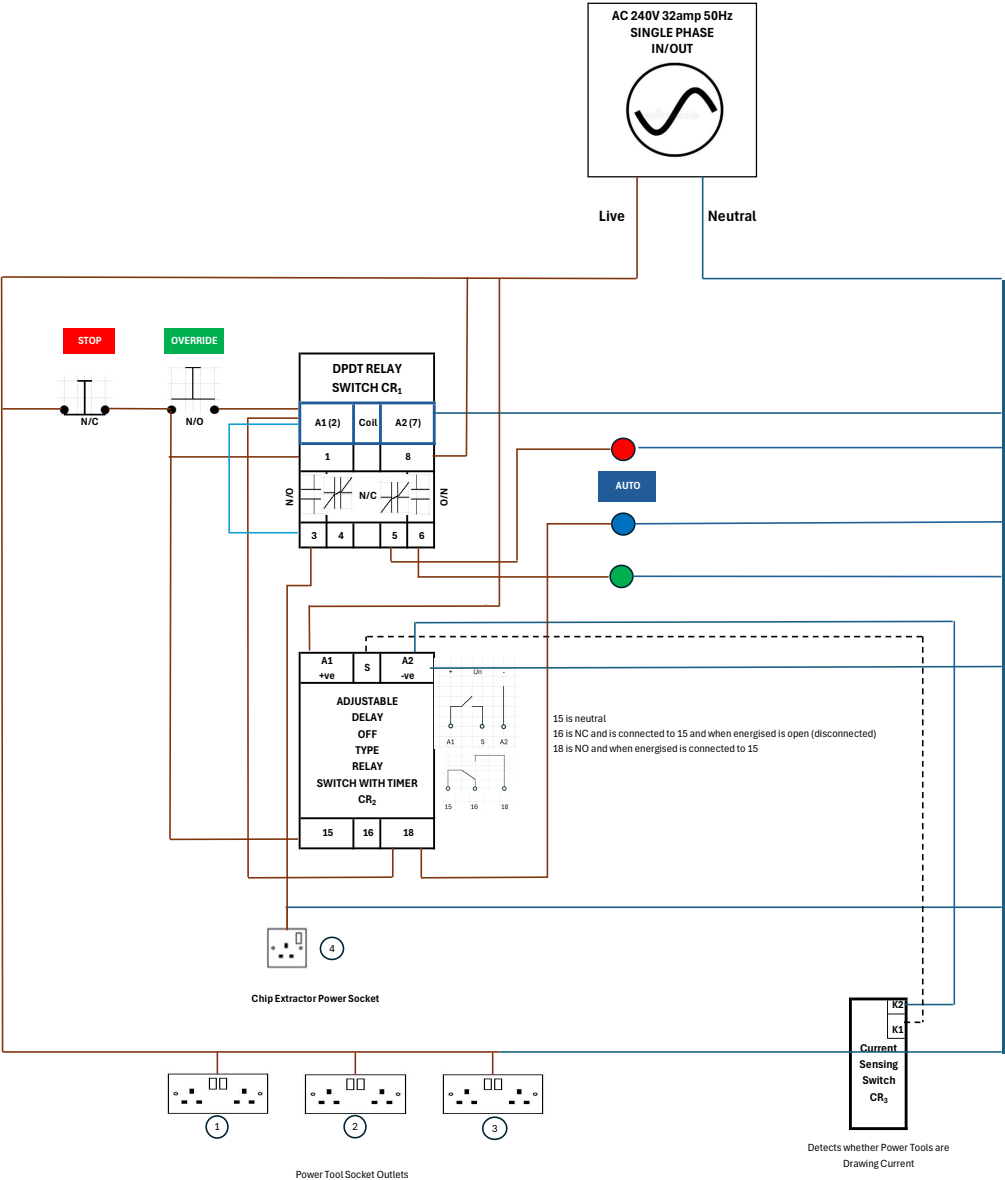 AC 240V 32amp 50Hz
SINGLE PHASE
IN/OUT
Live
Neutral
STOP
OVERRIDE
N/C
N/O
DPDT RELAY
SWITCH CR1
A1 (2)
Coil
A2 (7)
1
8
N/O
N/C
N/O
3
4
5
6
AUTO
A1
+ve
S
A2
-ve
ADJUSTABLE
DELAY
OFF
TYPE
RELAY
SWITCH WITH TIMER
CR2
15
16
18
+
Un
-
A1
S
A2
15
16
18
15 is neutral
16 is NC and is connected to 15 and when energised is open (disconnected)
18 is NO and when energised is connected to 15
4
Chip Extractor Power Socket
K2
K1
Current
Sensing
Switch
CR3
Detects whether Power Tools are
Drawing Current
1
2
3
Power Tool Socket Outlets